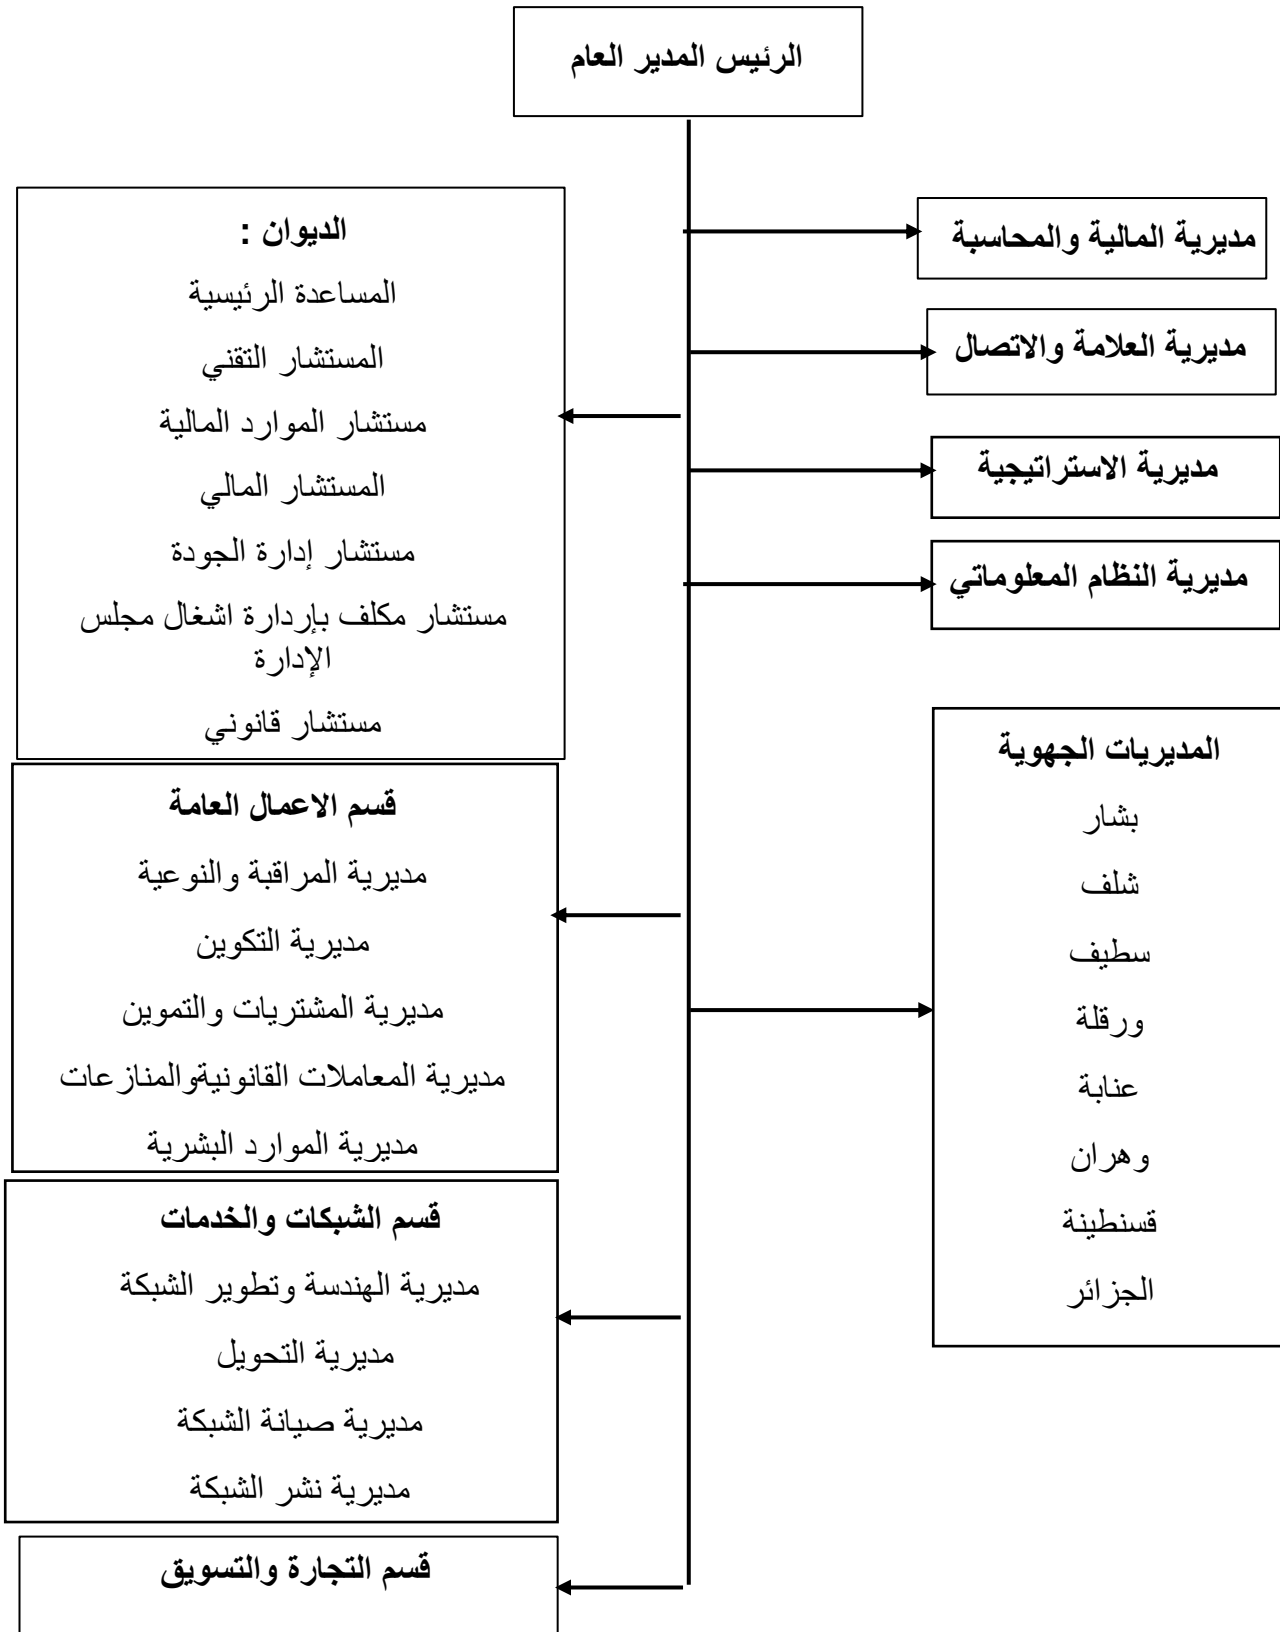 الرئيس المدير العام
مديرية المالية والمحاسبة
مديرية العلامة والاتصال
مديرية الاستراتيجية
مديرية النظام المعلوماتي
المديريات الجهوية
بشار
شلف
سطيف
ورقلة
عنابة
وهران
قسنطينة
الجزائر
الديوان :
المساعدة الرئيسية
المستشار التقني
مستشار الموارد المالية
المستشار المالي
مستشار إدارة الجودة
مستشار مكلف بإردارة اشغال مجلس
الإدارة
مستشار قانوني
قسم الاعمال العامة
مديرية المراقبة والنوعية
مديرية التكوين
مديرية المشتريات والتموين
مديرية المعاملات القانونيةوالمنازعات
مديرية الموارد البشرية
قسم الشبكات والخدمات
مديرية الهندسة وتطوير الشبكة
مديرية التحويل
مديرية صيانة الشبكة
مديرية نشر الشبكة
قسم التجارة والتسويق